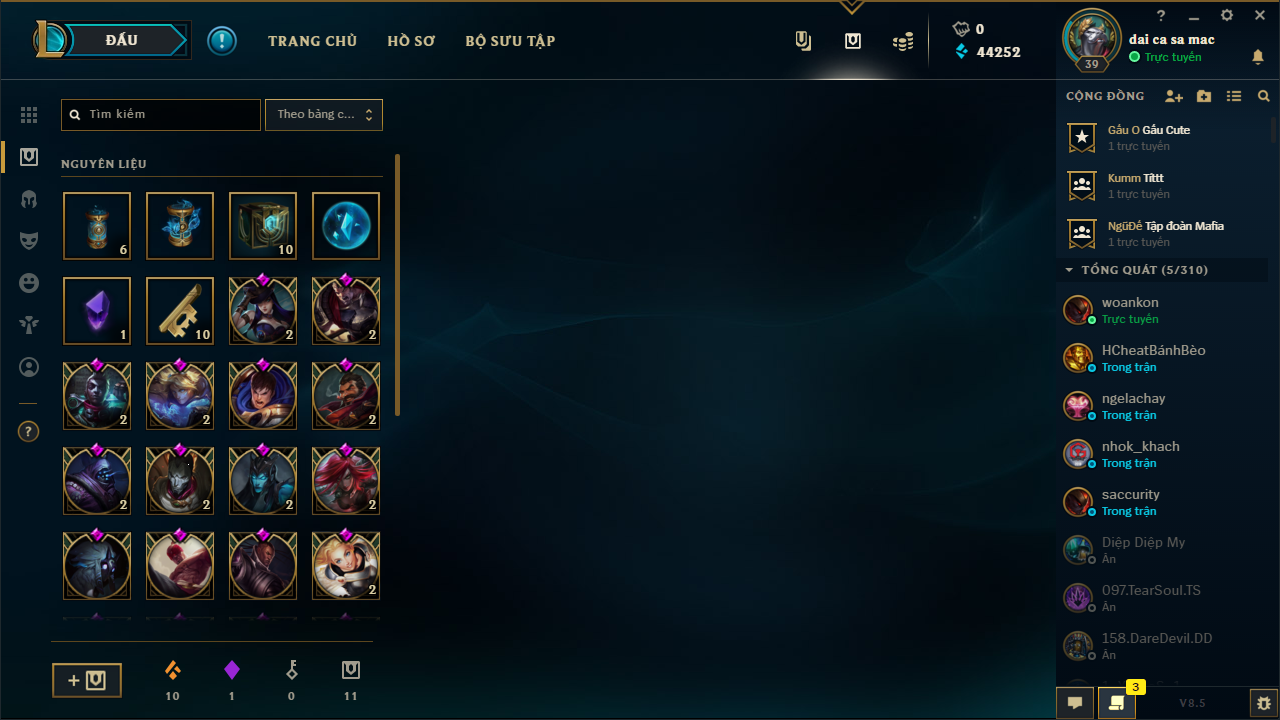 ĐẤU
TRANG CHỦ
HỒ SƠ
BỘ SƯU TẬP
0
44252
39
dai ca sa mac
Trực tuyến
Tìm kiếm
Theo bảng c...
NGUYÊN LIỆU
6
10
1
10
2
2
2
2
2
2
2
2
2
2
10
1
0
11
CỘNG ĐỒNG
Gấu O Gấu Cute
1 trực tuyến
Kumm Títtt
1 trực tuyến
NgũĐế Tập đoàn Mafia
1 trực tuyến
TỔNG QUÁT (5/310)
woankon
Trực tuyến
HCheatBánhBèo
Trong trận
ngelachay
Trong trận
nhok_khach
Trong trận
saccurity
Trong trận
Diệp Diệp My
Ẩn
097.TearSoul.TS
Ẩn
158.DareDevil.DD
Ẩn
3
V8.5